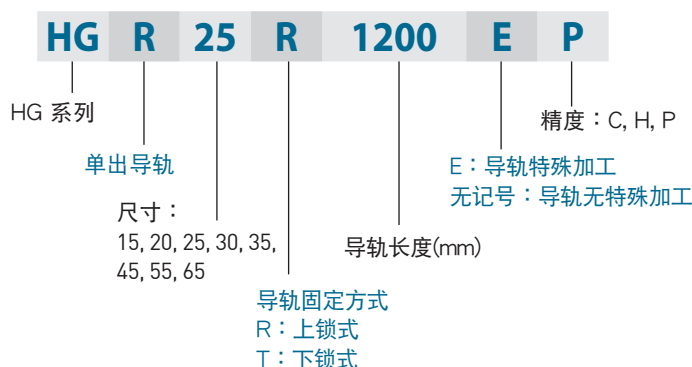 HG R 25 R 1200 E P
HG 系列
精度：C, H, P
单出导轨
E：导轨特殊加工
无记号：导轨无特殊加工
尺寸：
15, 20, 25, 30, 35,
45, 55, 65
导轨长度(mm)
导轨固定方式
R：上锁式
T：下锁式